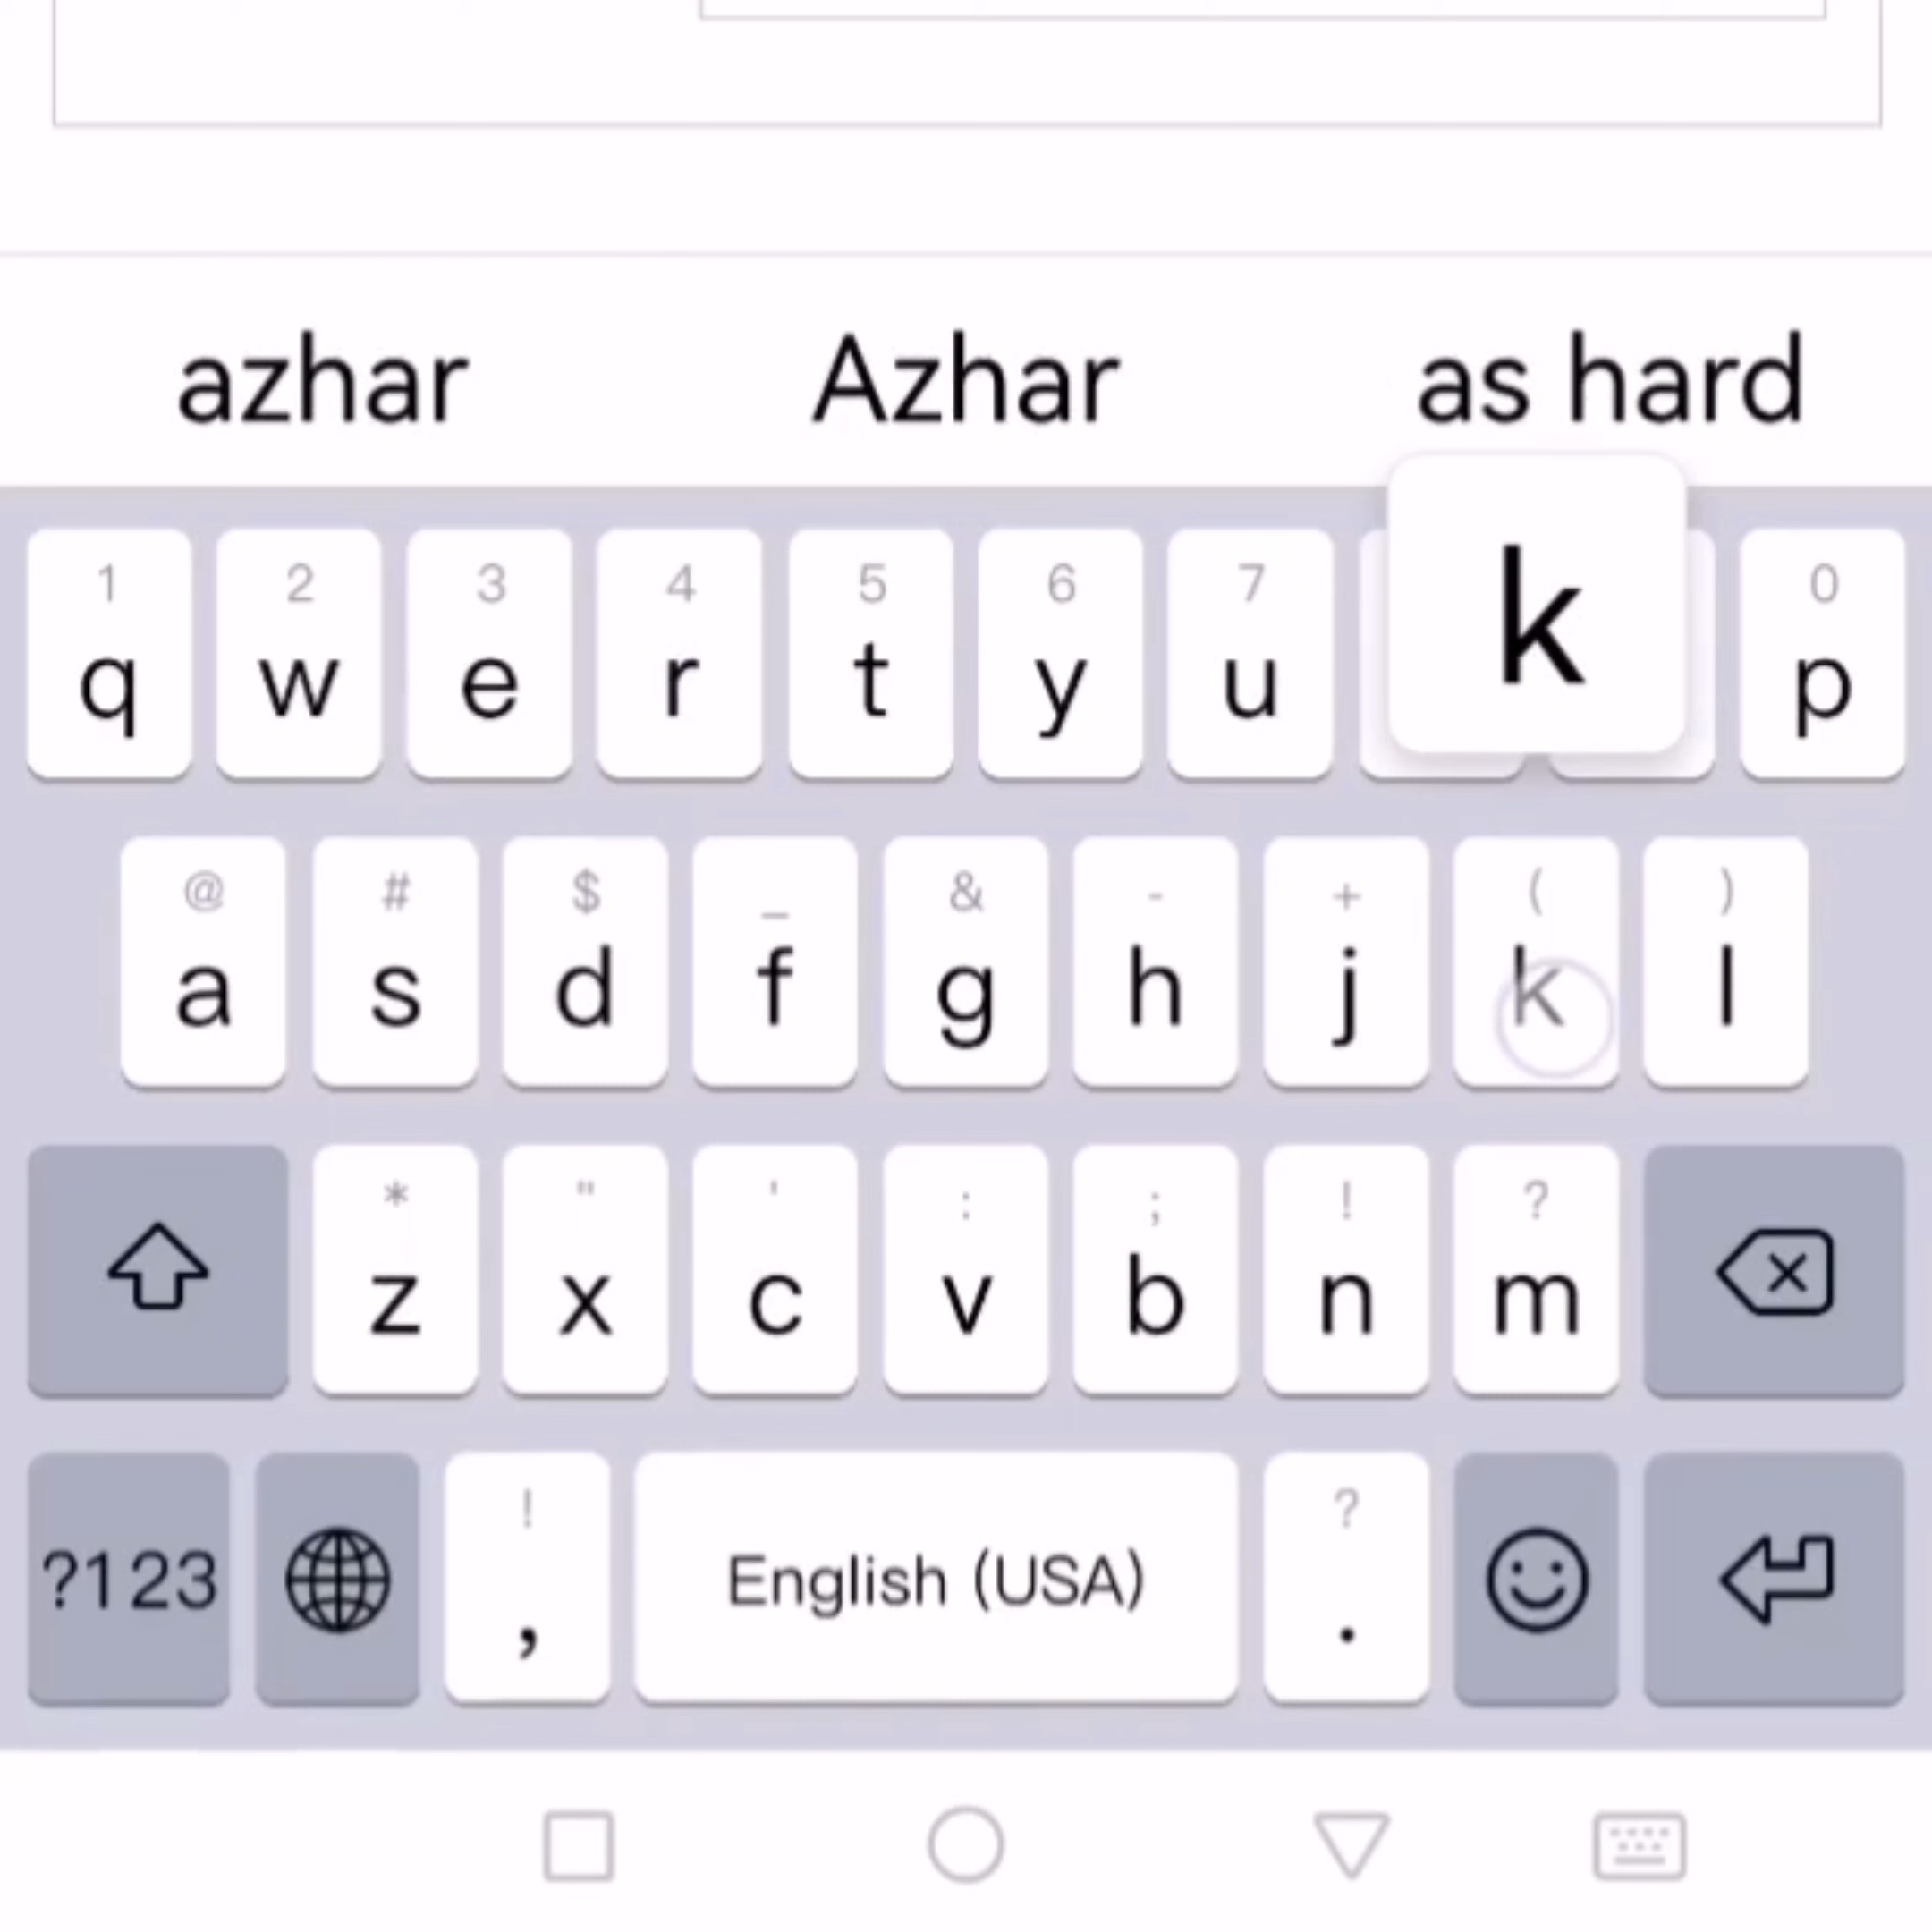 azhar Azhar as hard
k
1 2 3 4 5 6 7 0
q w e r t y u p
@ # $ _ & - + ( )
a s d f g h j k l
* " ' : ; ! ?
z x c v b n m
! ?
?123 , English (USA) .